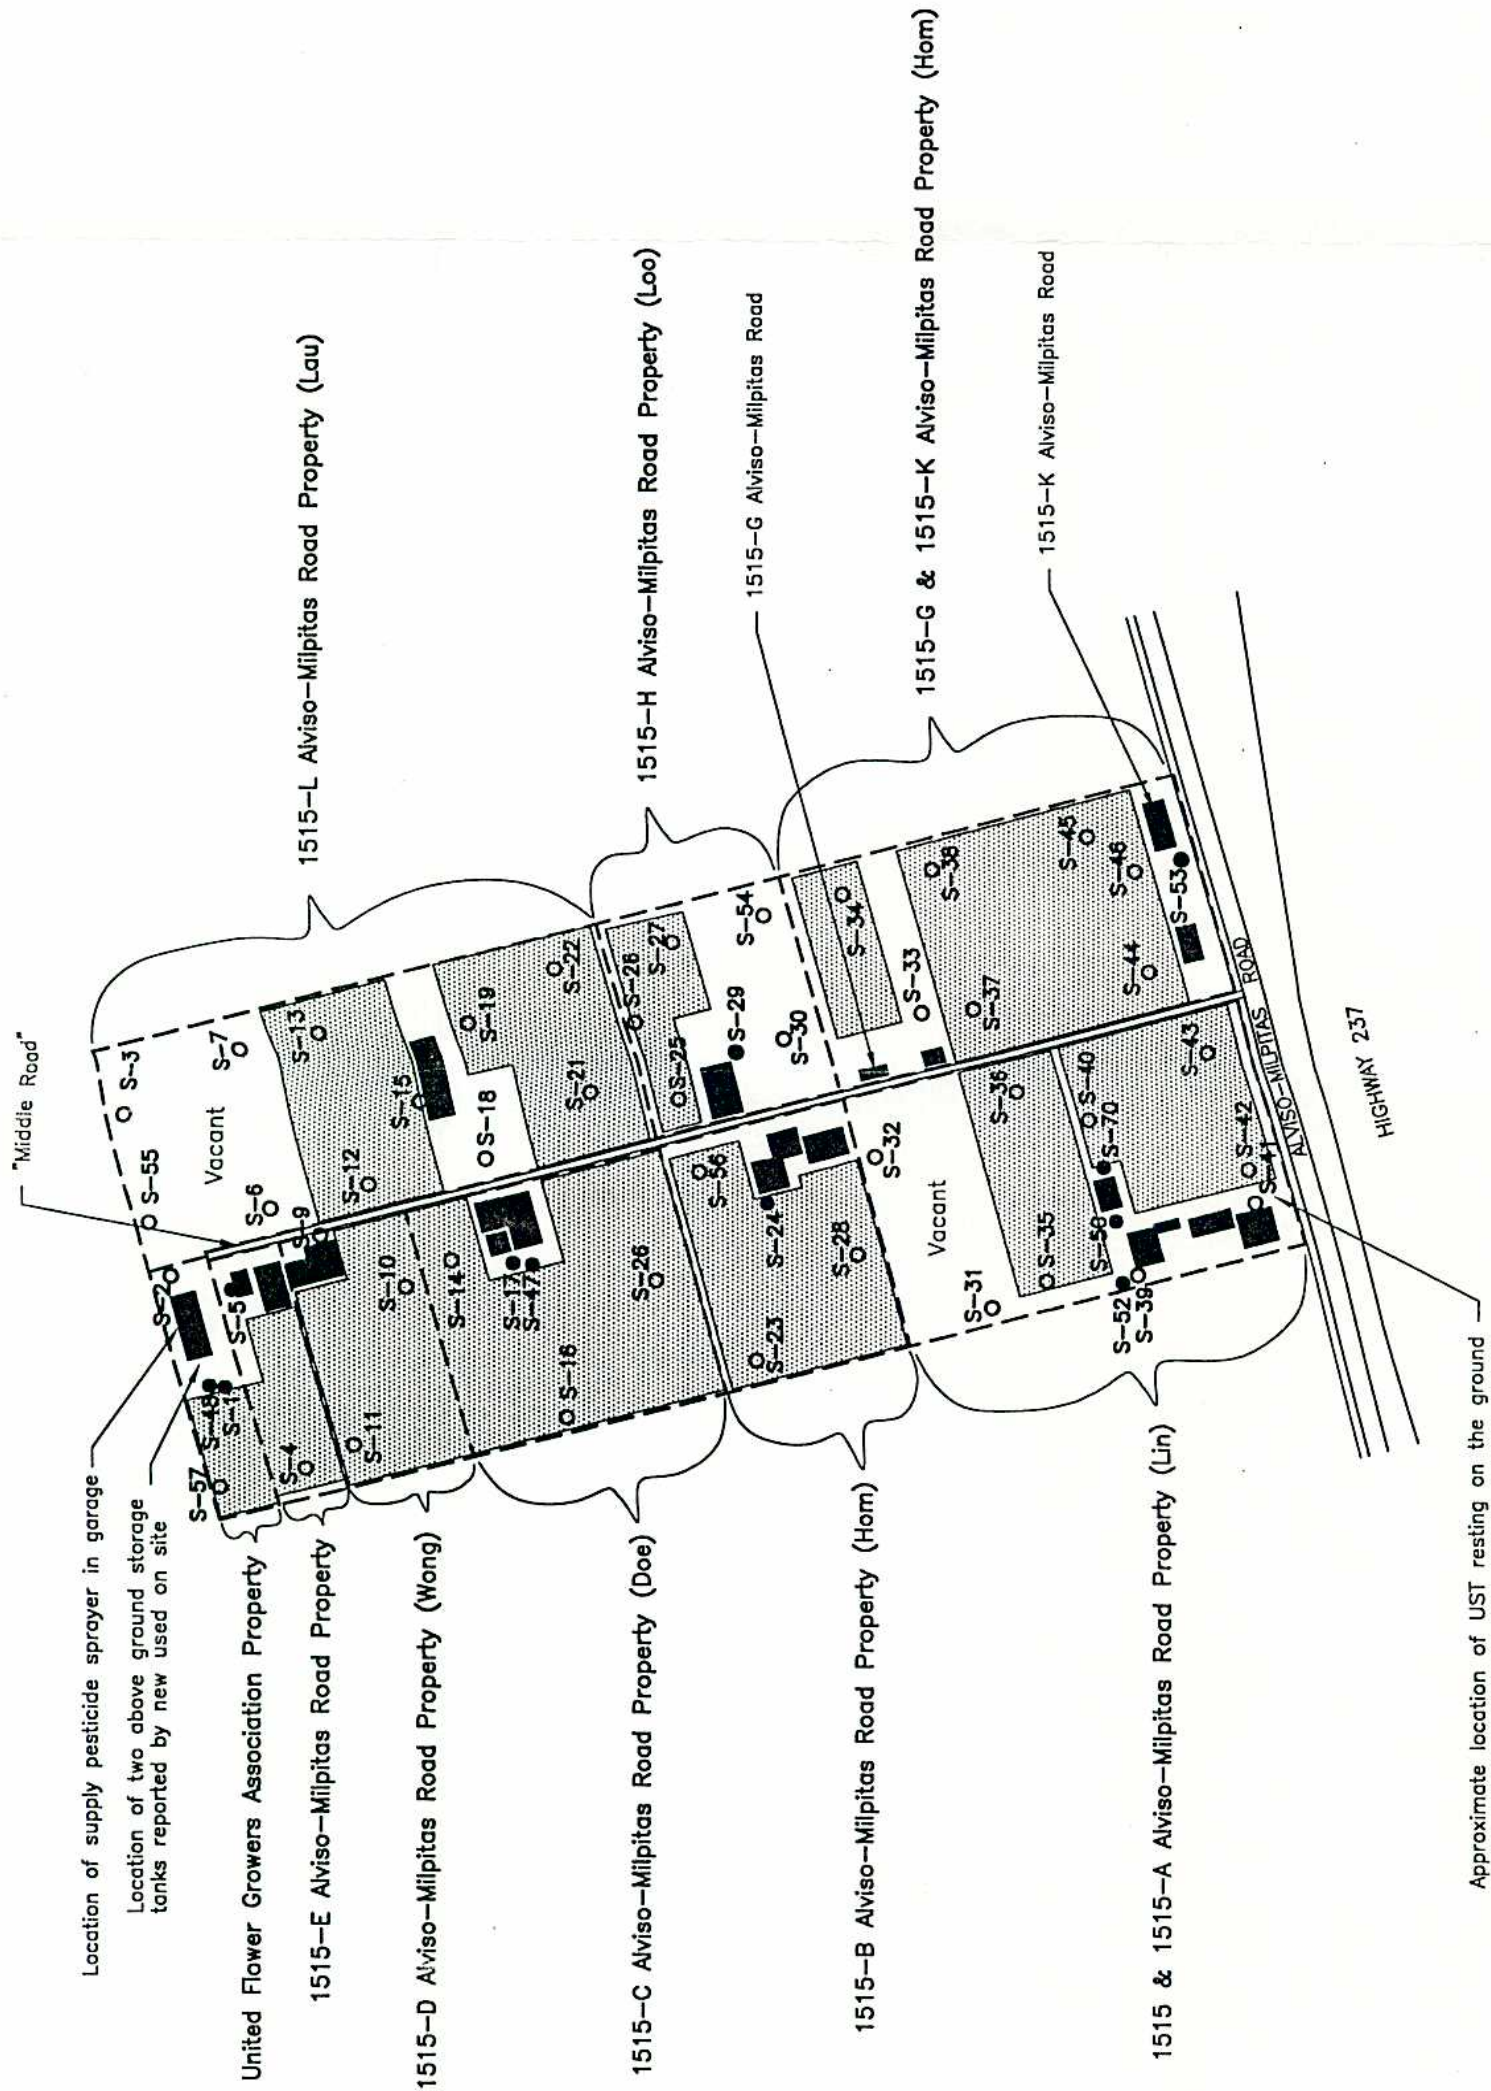 "Middle Road"
Location of supply pesticide sprayer in garage
Location of two above ground storage
tanks reported by new used on site
United Flower Growers Association Property
1515-E Alviso-Milpitas Road Property
1515-D Alviso-Milpitas Road Property (Wong)
1515-C Alviso-Milpitas Road Property (Doe)
1515-B Alviso-Milpitas Road Property (Hom)
1515 & 1515-A Alviso-Milpitas Road Property (Lin)
Approximate location of UST resting on the ground
1515-L Alviso-Milpitas Road Property (Lau)
1515-H Alviso-Milpitas Road Property (Loo)
1515-G Alviso-Milpitas Road
1515-G & 1515-K Alviso-Milpitas Road Property (Hom)
1515-K Alviso-Milpitas Road
S-3
S-55
S-7
Vacant
S-6
S-2
S-5
S-48
S-1
S-57
S-4
S-9
S-13
S-12
S-15
S-10
S-11
S-14
S-18
S-19
S-17
S-47
S-21
S-22
S-16
S-26
S-25
S-26
S-27
S-29
S-54
S-30
S-56
S-24
S-28
S-23
S-32
S-34
S-33
Vacant
S-31
S-38
S-37
S-36
S-35
S-40
S-70
S-45
S-46
S-44
S-53
S-52
S-39
S-43
S-42
S-41
ALVISO-MILPITAS ROAD
HIGHWAY 237